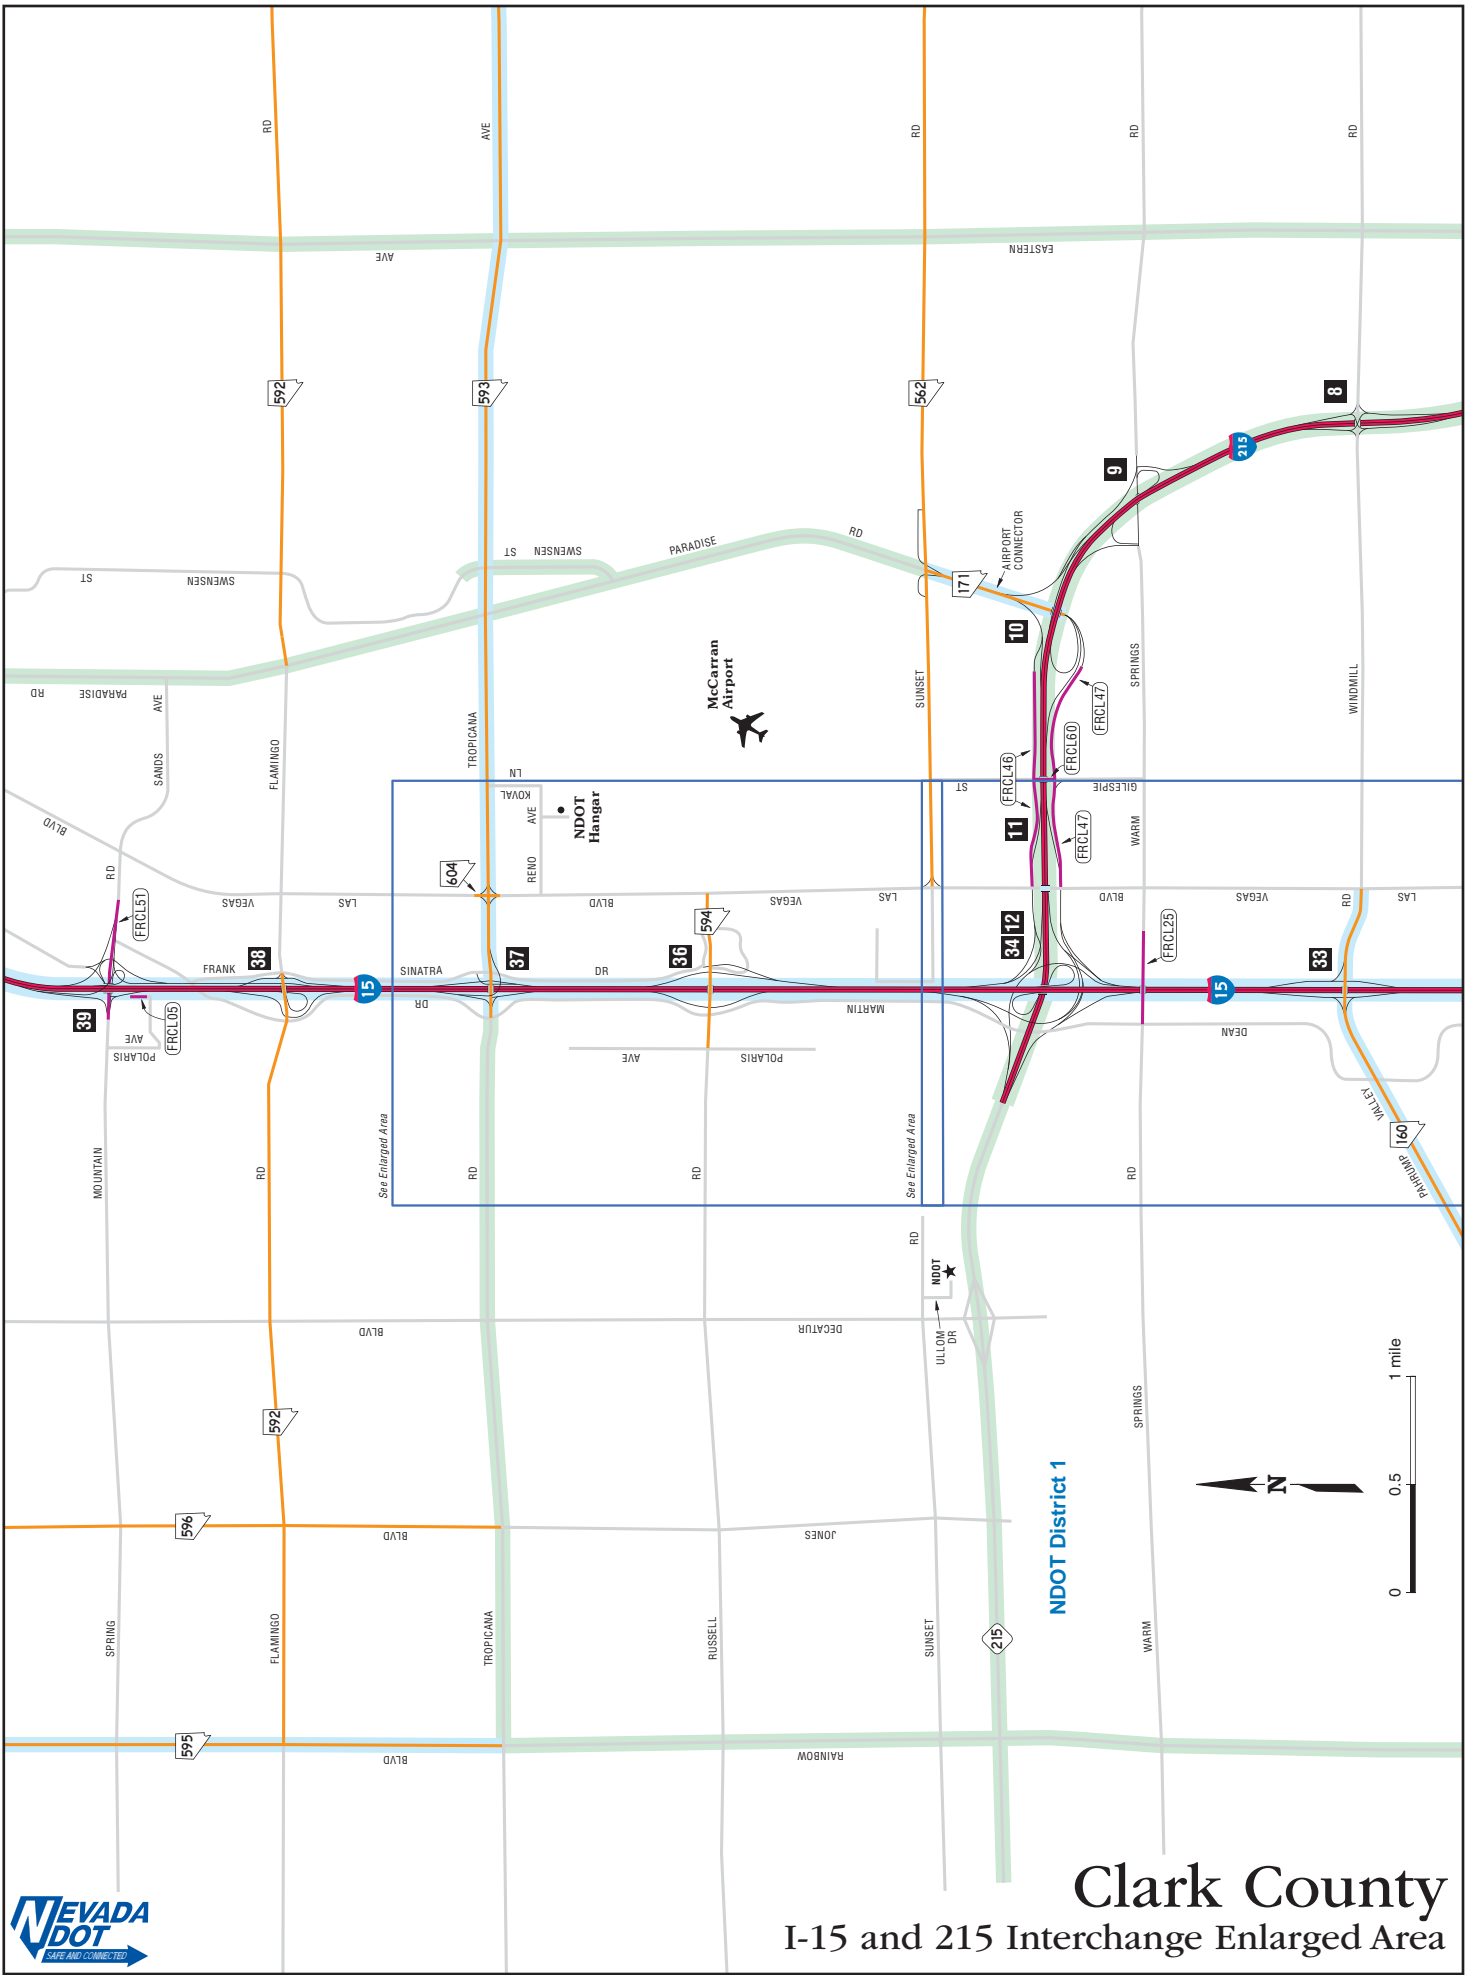 RD
AVE
RD
RD
RD
AVE
EASTERN
592
593
562
8
215
9
ST
SWENSEN
PARADISE
RD
AIRPORT
CONNECTOR
171
ST
SWENSEN
10
RD
PARADISE
AVE
SANDS
FLAMINGO
TROPICANA
McCarran
Airport
SUNSET
SPRINGS
WINDMILL
FRCL47
FRCL60
FRCL46
LN
KOVAL
AVE
NDOT
Hangar
ST
GILESPIE
BLVD
RD
604
RENO
11
FRCL47
WARM
FRCL51
VEGAS
LAS
BLVD
594
VEGAS
LAS
BLVD
VEGAS
RD
LAS
38
FRANK
SINATRA
37
DR
36
34
12
FRCL25
33
15
15
39
AVE
POLARIS
FRCL05
DR
MARTIN
DEAN
AVE
POLARIS
MOUNTAIN
RD
See Enlarged Area
RD
RD
See Enlarged Area
RD
VALLEY
160
PAHRUMP
RD
NDOT
ULLOM
DR
BLVD
DECATUR
592
SPRINGS
1 mile
0.5
0
N
NDOT District 1
596
BLVD
JONES
SPRING
FLAMINGO
TROPICANA
RUSSELL
SUNSET
215
WARM
595
BLVD
RAINBOW
NEVADA
DOT
SAFE AND CONNECTED
Clark County
I-15 and 215 Interchange Enlarged Area